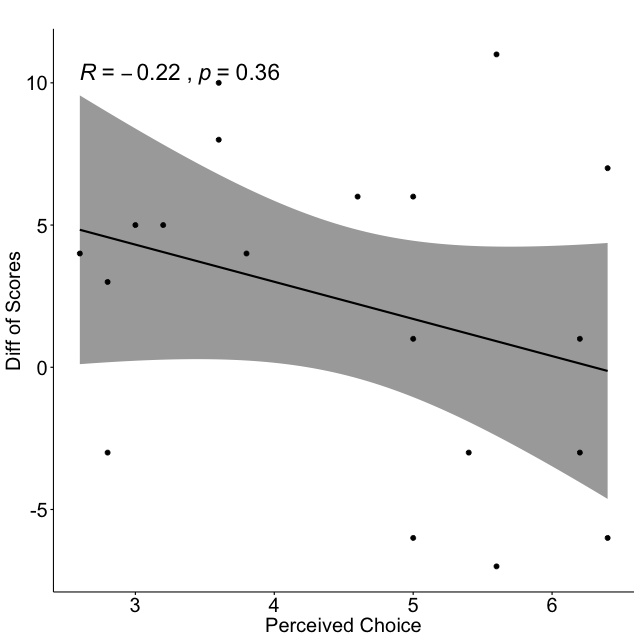 R = −0.22 , p = 0.36
10
5
0
-5
Diff of Scores
3 4 5 6
Perceived Choice